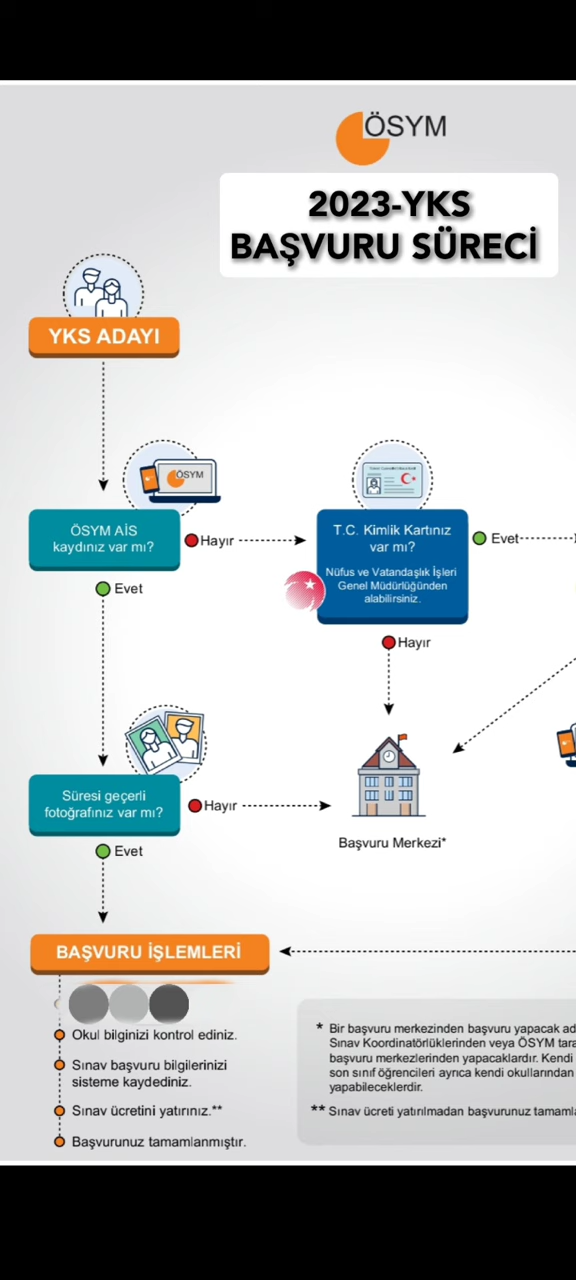 ÖSYM
2023-YKS
BAŞVURU SÜRECİ
YKS ADAYI
ÖSYM
ÖSYM AİS
kaydınız var mı?
Hayır
T.C. Kimlik Kartınız
var mı?
Nüfus ve Vatandaşlık İşleri
Genel Müdürlüğünden
alabilirsiniz.
Evet
Evet
Hayır
Süresi geçerli
fotoğrafınız var mı?
Hayır
Başvuru Merkezi*
Evet
BAŞVURU İŞLEMLERİ
Okul bilginizi kontrol ediniz.
Sınav başvuru bilgilerinizi
sisteme kaydediniz.
Sınav ücretini yatırınız.**
Başvurunuz tamamlanmıştır.
* Bir başvuru merkezinden başvuru yapacak ad
Sınav Koordinatörlüklerinden veya ÖSYM tara
başvuru merkezlerinden yapacaklardır. Kendi
son sınıf öğrencileri ayrıca kendi okullarından
yapabileceklerdir.
** Sınav ücreti yatırılmadan başvurunuz tamamla